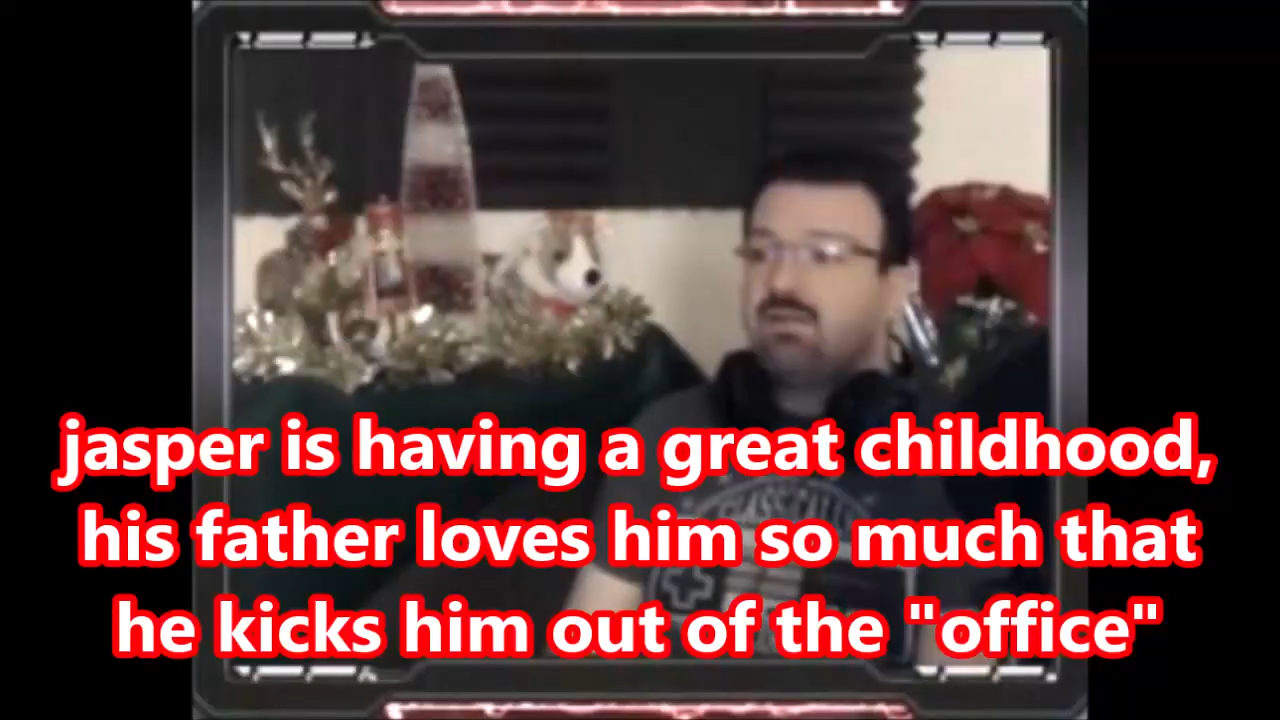 jasper is having a great childhood,
his father loves him so much that
he kicks him out of the "office"